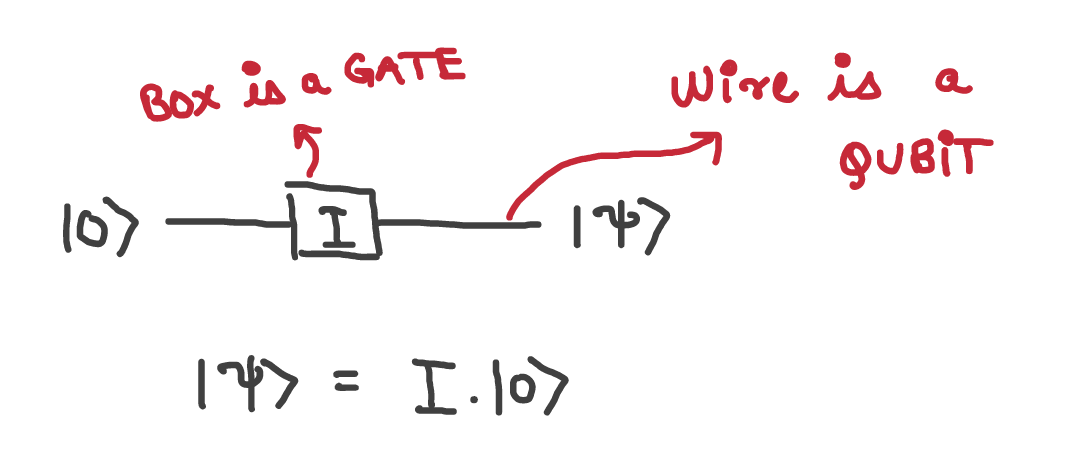 BOX is a GATE
Wire is a
QUBIT
|0⟩ I |ψ⟩
|ψ⟩ = I.|0⟩